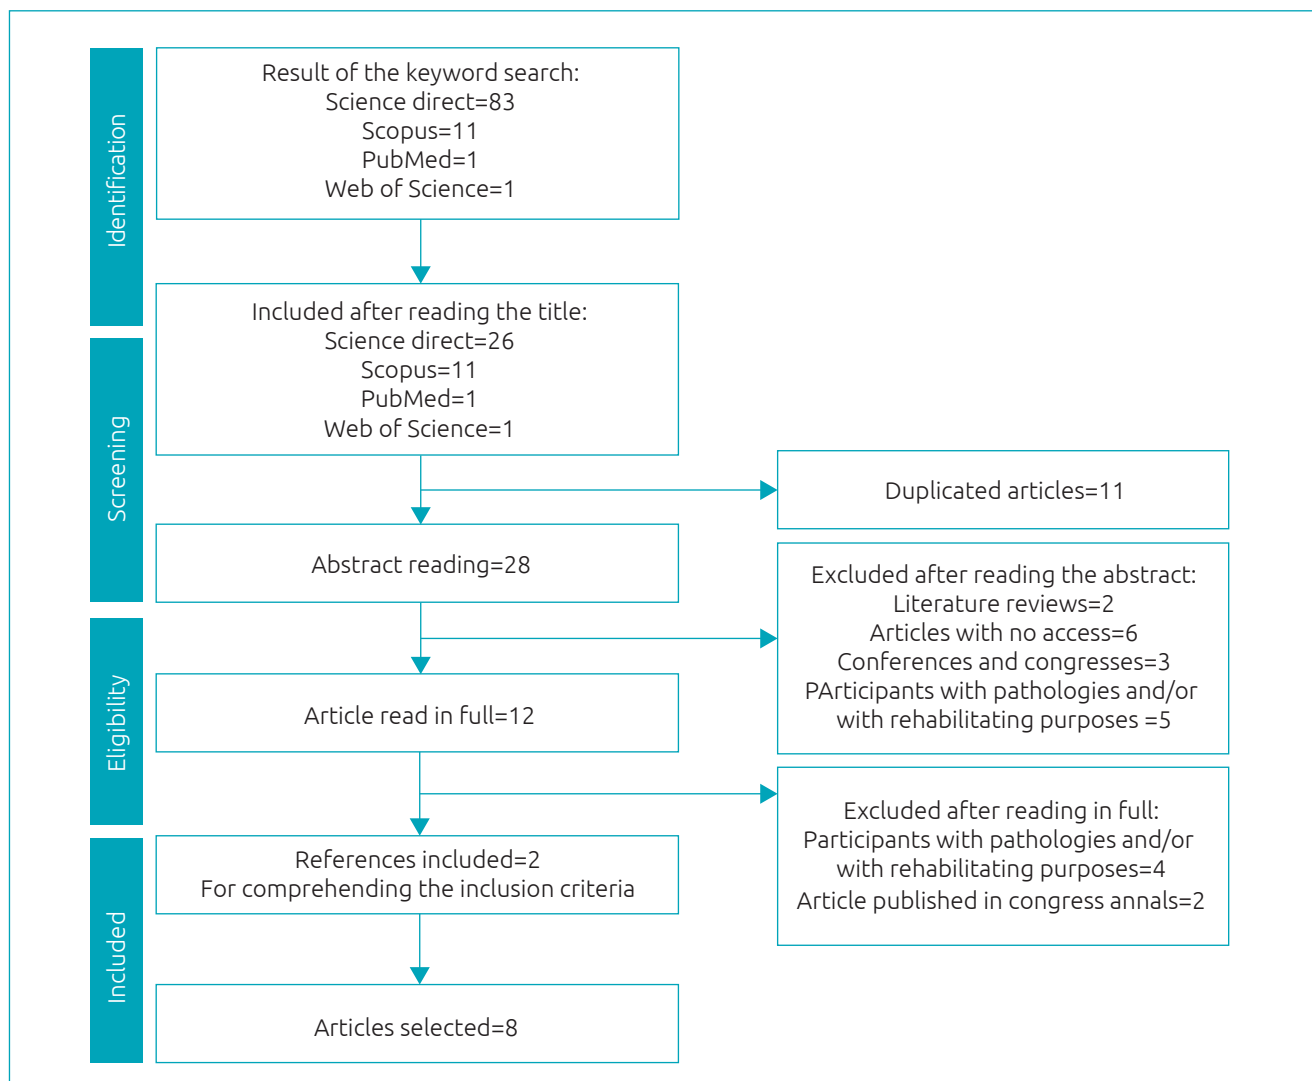 Identification
Result of the keyword search:
Science direct=83
Scopus=11
PubMed=1
Web of Science=1
Included after reading the title:
Science direct=26
Scopus=11
PubMed=1
Web of Science=1
Screening
Duplicated articles=11
Abstract reading=28
Excluded after reading the abstract:
Literature reviews=2
Articles with no access=6
Conferences and congresses=3
PArticipants with pathologies and/or
with rehabilitating purposes =5
Eligibility
Article read in full=12
Excluded after reading in full:
Participants with pathologies and/or
with rehabilitating purposes=4
Article published in congress annals=2
Included
References included=2
For comprehending the inclusion criteria
Articles selected=8